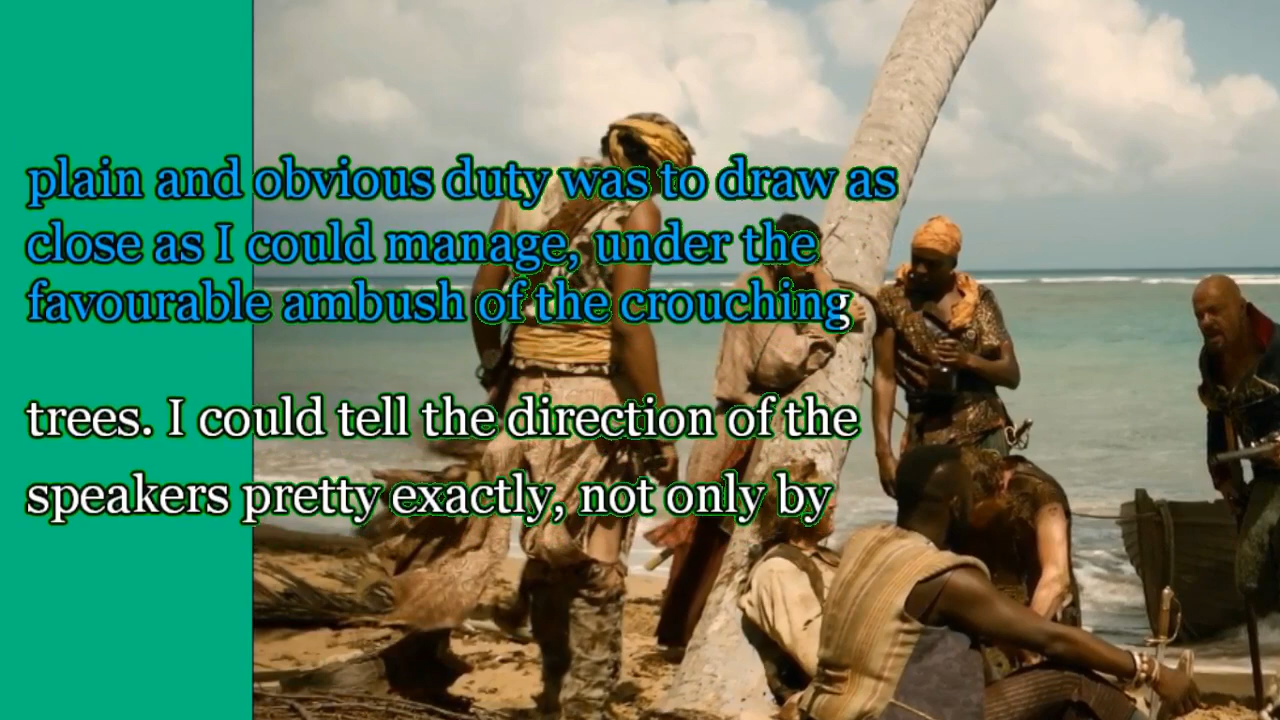 plain and obvious duty was to draw as
close as I could manage, under the
favourable ambush of the crouching
trees. I could tell the direction of the
speakers pretty exactly, not only by